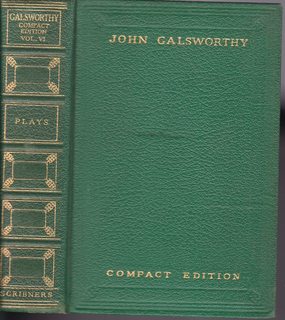 GALSWORTHY
COMPACT
EDITION
VOL. VI
PLAYS
SCRIBNERS
JOHN GALSWORTHY
COMPACT EDITION